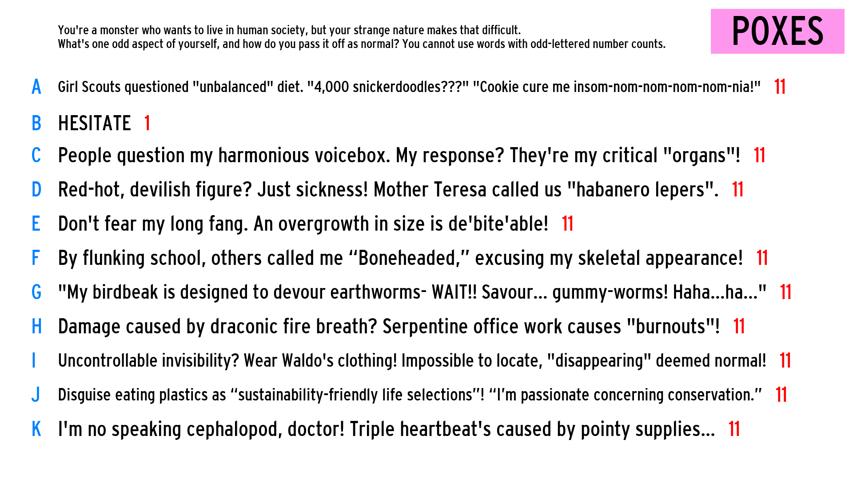 You're a monster who wants to live in human society, but your strange nature makes that difficult.
What's one odd aspect of yourself, and how do you pass it off as normal? You cannot use words with odd-lettered number counts.
POXES
A Girl Scouts questioned "unbalanced" diet. "4,000 snickerdoodles???" "Cookie cure me insom-nom-nom-nom-nom-nia!" 11
B HESITATE 1
C People question my harmonious voicebox. My response? They're my critical "organs"! 11
D Red-hot, devilish figure? Just sickness! Mother Teresa called us "habanero lepers". 11
E Don't fear my long fang. An overgrowth in size is de'bite'able! 11
F By flunking school, others called me “Boneheaded,” excusing my skeletal appearance! 11
G "My birdbeak is designed to devour earthworms- WAIT!! Savour... gummy-worms! Haha...ha..." 11
H Damage caused by draconic fire breath? Serpentine office work causes "burnouts"! 11
I Uncontrollable invisibility? Wear Waldo's clothing! Impossible to locate, "disappearing" deemed normal! 11
J Disguise eating plastics as “sustainability-friendly life selections”! “I'm passionate concerning conservation.” 11
K I'm no speaking cephalopod, doctor! Triple heartbeat's caused by pointy supplies... 11